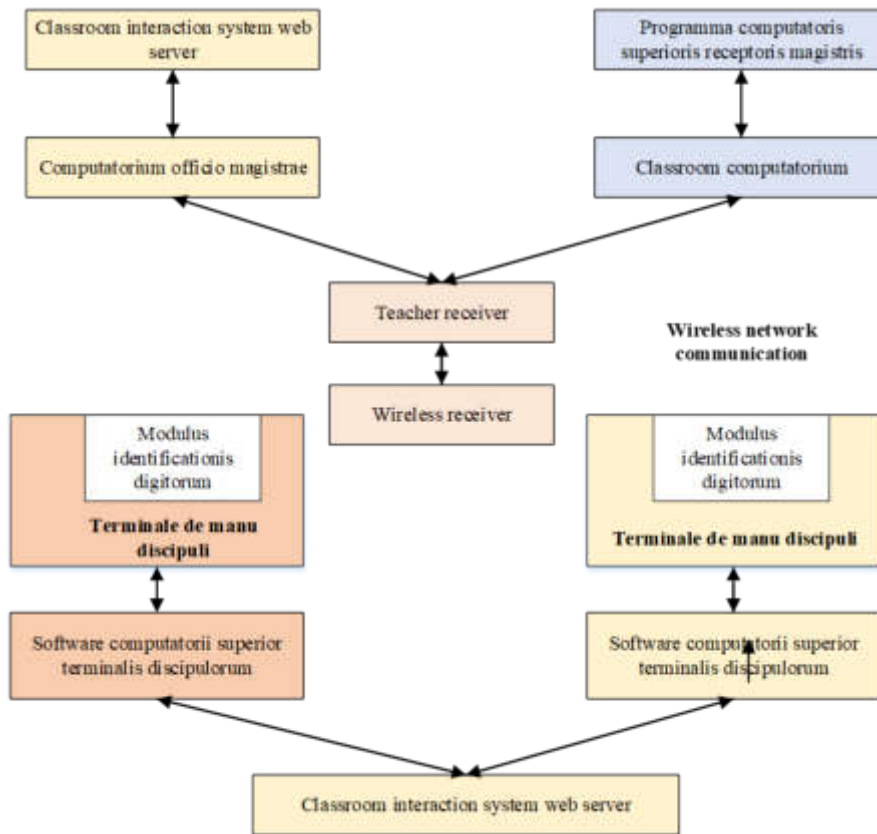 Classroom interaction system web
server
Programma computatoris
superioris receptoris magistris
Computatorium officio magistrae
Classroom computatorium
Teacher receiver
Wireless network
communication
Wireless receiver
Modulus
identificationis
digitorum
Terminale de manu
discipuli
Modulus
identificationis
digitorum
Terminale de manu discipuli
Software computatorii superior
terminalis discipulorum
Software computatorii superior
terminalis discipulorum
Classroom interaction system web server